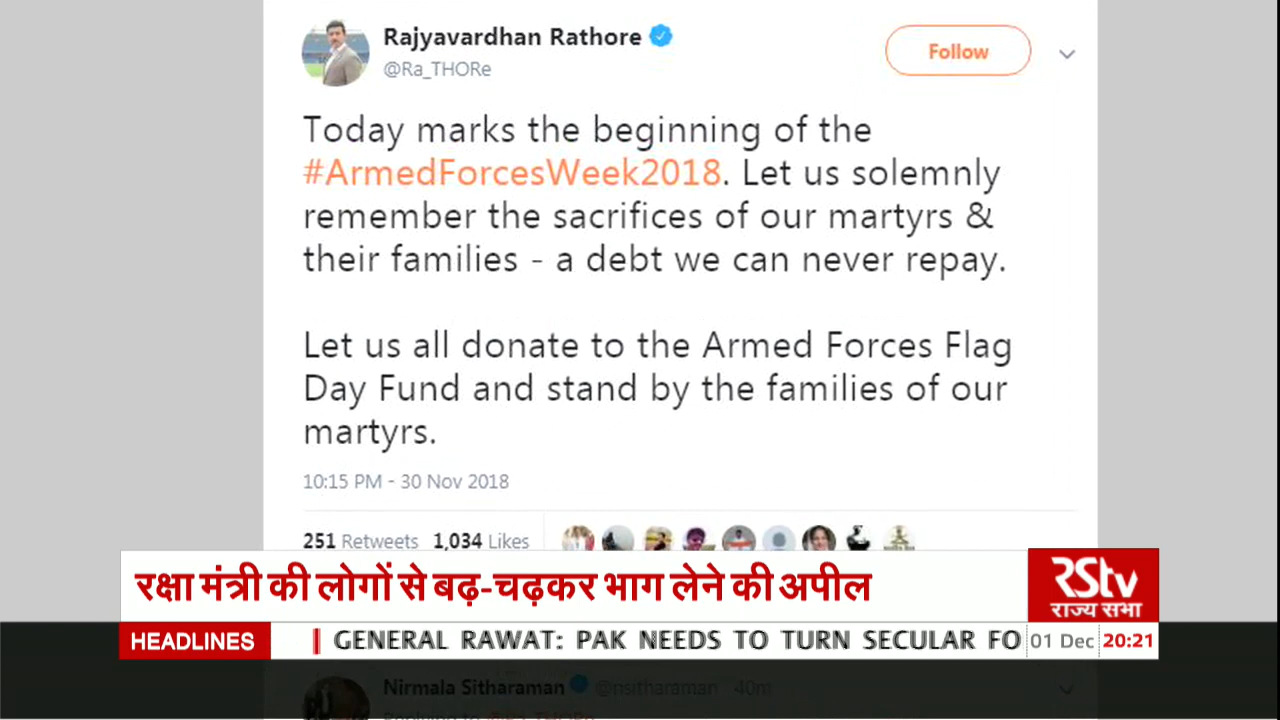 Rajyavardhan Rathore
@Ra_THORe
Follow
Today marks the beginning of the
#ArmedForcesWeek2018. Let us solemnly
remember the sacrifices of our martyrs &
their families - a debt we can never repay.
Let us all donate to the Armed Forces Flag
Day Fund and stand by the families of our
martyrs.
10:15 PM - 30 Nov 2018
251 Retweets 1,034 Likes
रक्षा मंत्री की लोगों से बढ़-चढ़कर भाग लेने की अपील
RStv
राज्य सभा
HEADLINES
GENERAL RAWAT: PAK NEEDS TO TURN SECULAR FO
01 Dec 20:21
Nirmala Sitharaman @nsitharaman 40m
Replying to @Ra_THORe